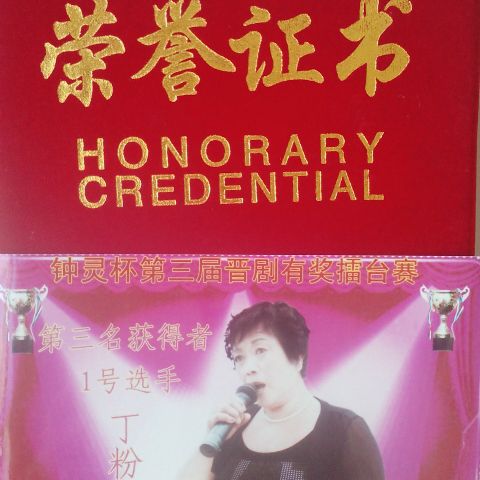 荣誉证书
HONORARY
CREDENTIAL
钟灵杯第三届晋剧有奖擂台赛
第三名获得者
1号选手
丁粉